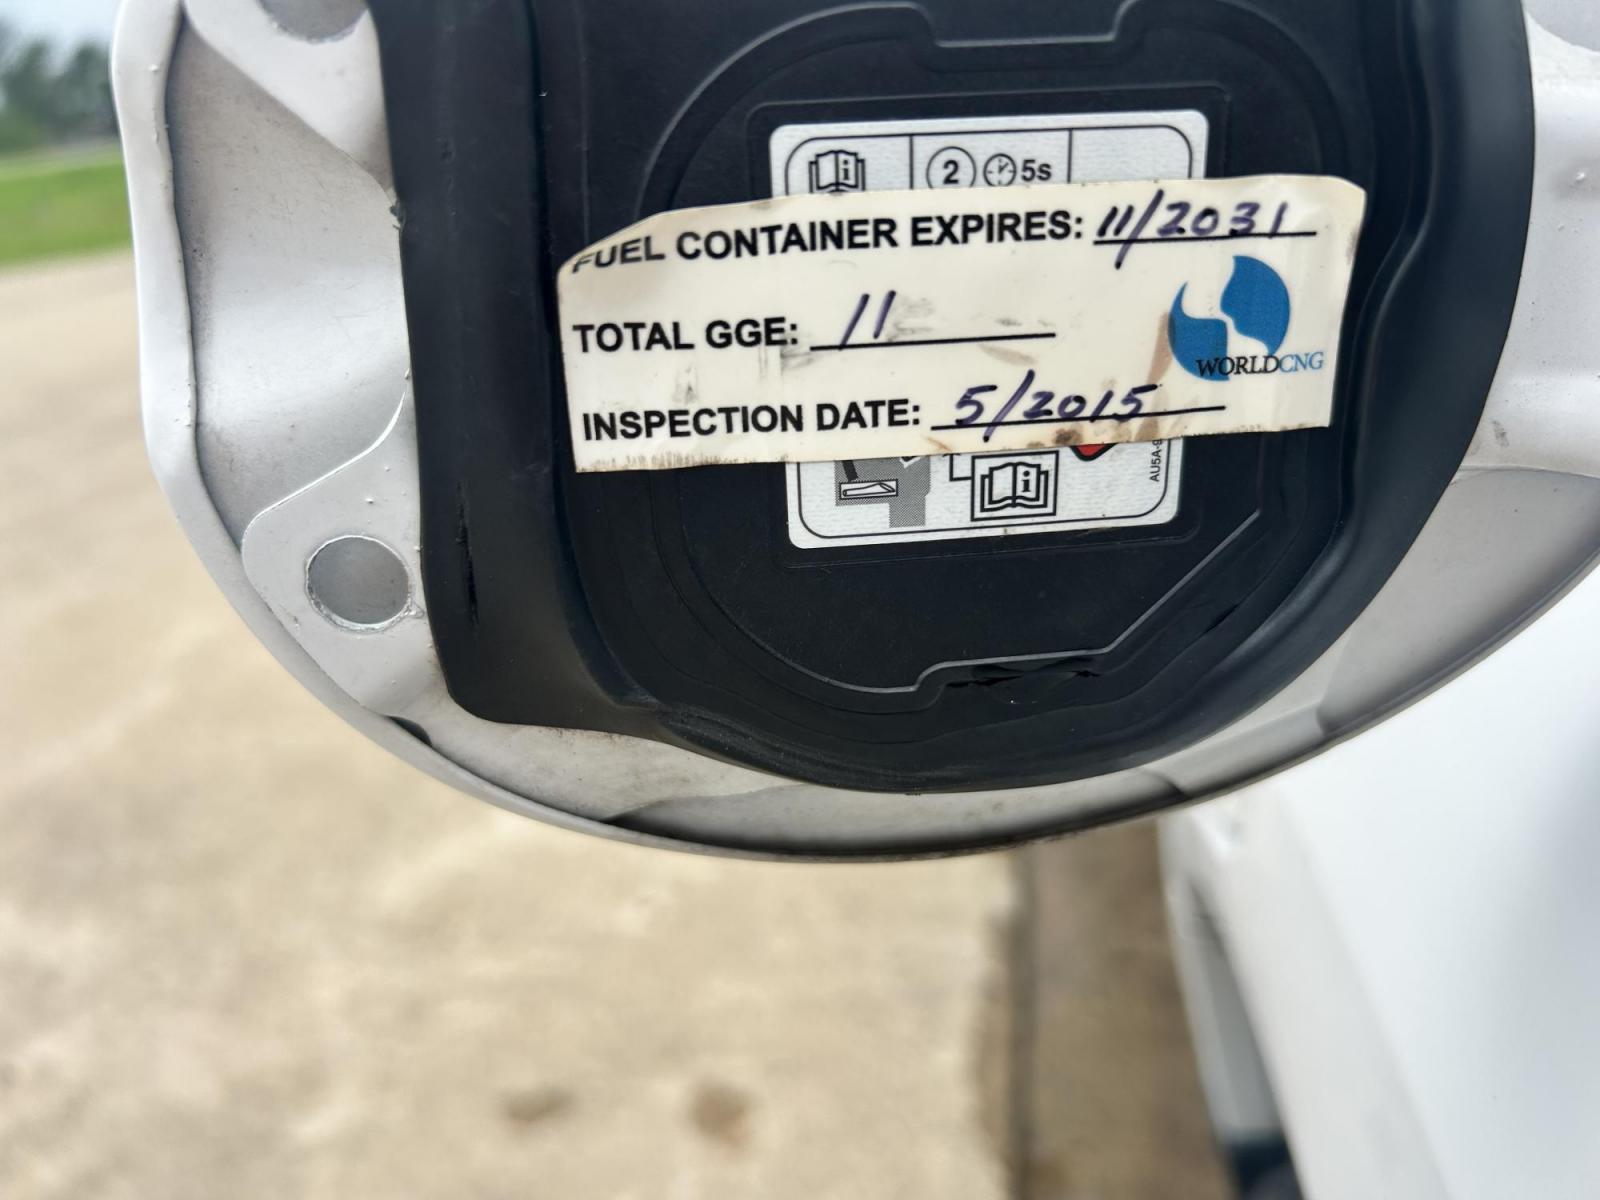 2 5s
FUEL CONTAINER EXPIRES: 11/2031
TOTAL GGE: 11
WORLDCNG
INSPECTION DATE: 5/2015